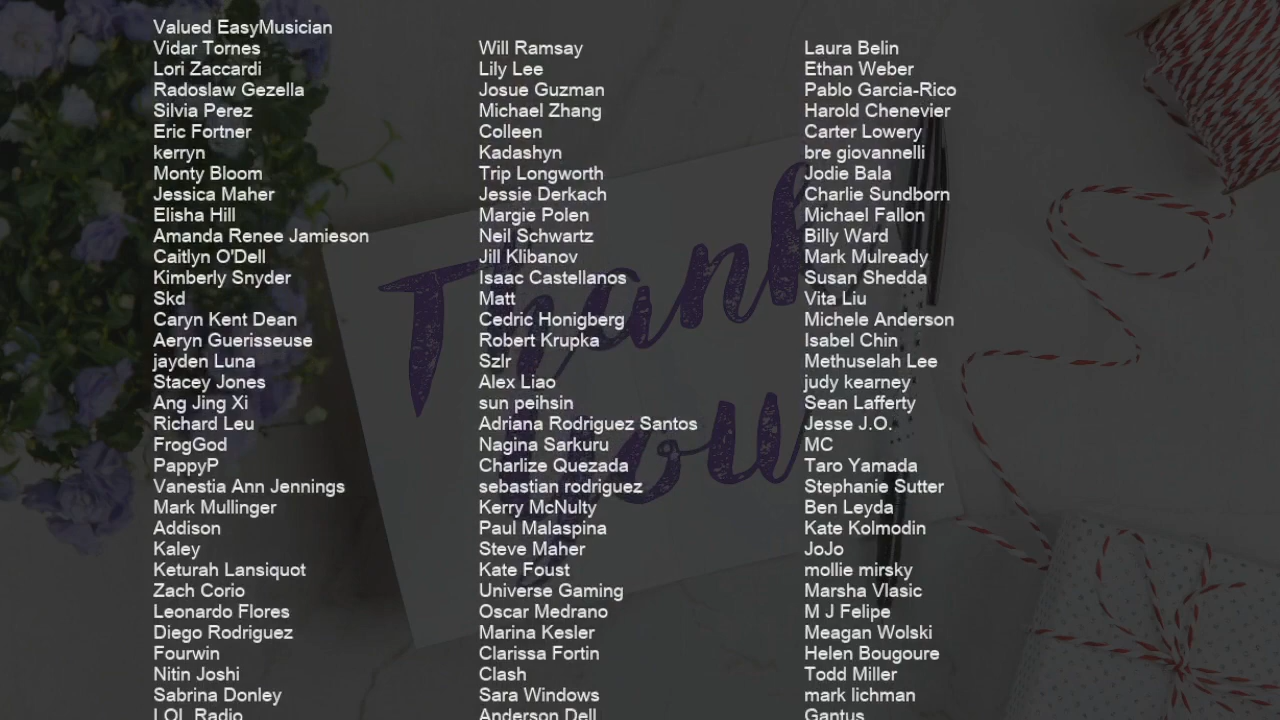 Valued EasyMusician
Vidar Tornes
Lori Zaccardi
Radoslaw Gezella
Silvia Perez
Eric Fortner
kerryn
Monty Bloom
Jessica Maher
Elisha Hill
Amanda Renee Jamieson
Caitlyn O'Dell
Kimberly Snyder
Skd
Caryn Kent Dean
Aeryn Guerisseuse
jayden Luna
Stacey Jones
Ang Jing Xi
Richard Leu
FrogGod
PappyP
Vanestia Ann Jennings
Mark Mullinger
Addison
Kaley
Keturah Lansiquot
Zach Corio
Leonardo Flores
Diego Rodriguez
Fourwin
Nitin Joshi
Sabrina Donley
LOL Radio
Will Ramsay
Lily Lee
Josue Guzman
Michael Zhang
Colleen
Kadashyn
Trip Longworth
Jessie Derkach
Margie Polen
Neil Schwartz
Jill Klibanov
Isaac Castellanos
Matt
Cedric Honigberg
Robert Krupka
Szlr
Alex Liao
sun peihsin
Adriana Rodriguez Santos
Nagina Sarkuru
Charlize Quezada
sebastian rodriguez
Kerry McNulty
Paul Malaspina
Steve Maher
Kate Foust
Universe Gaming
Oscar Medrano
Marina Kesler
Clarissa Fortin
Clash
Sara Windows
Anderson Dell
Laura Belin
Ethan Weber
Pablo Garcia-Rico
Harold Chenevier
Carter Lowery
bre giovannelli
Jodie Bala
Charlie Sundborn
Michael Fallon
Billy Ward
Mark Mulready
Susan Shedda
Vita Liu
Michele Anderson
Isabel Chin
Methuselah Lee
judy kearney
Sean Lafferty
Jesse J.O.
MC
Taro Yamada
Stephanie Sutter
Ben Leyda
Kate Kolmodin
JoJo
mollie mirsky
Marsha Vlasic
M J Felipe
Meagan Wolski
Helen Bougoure
Todd Miller
mark lichman
Gantus
Thank
you